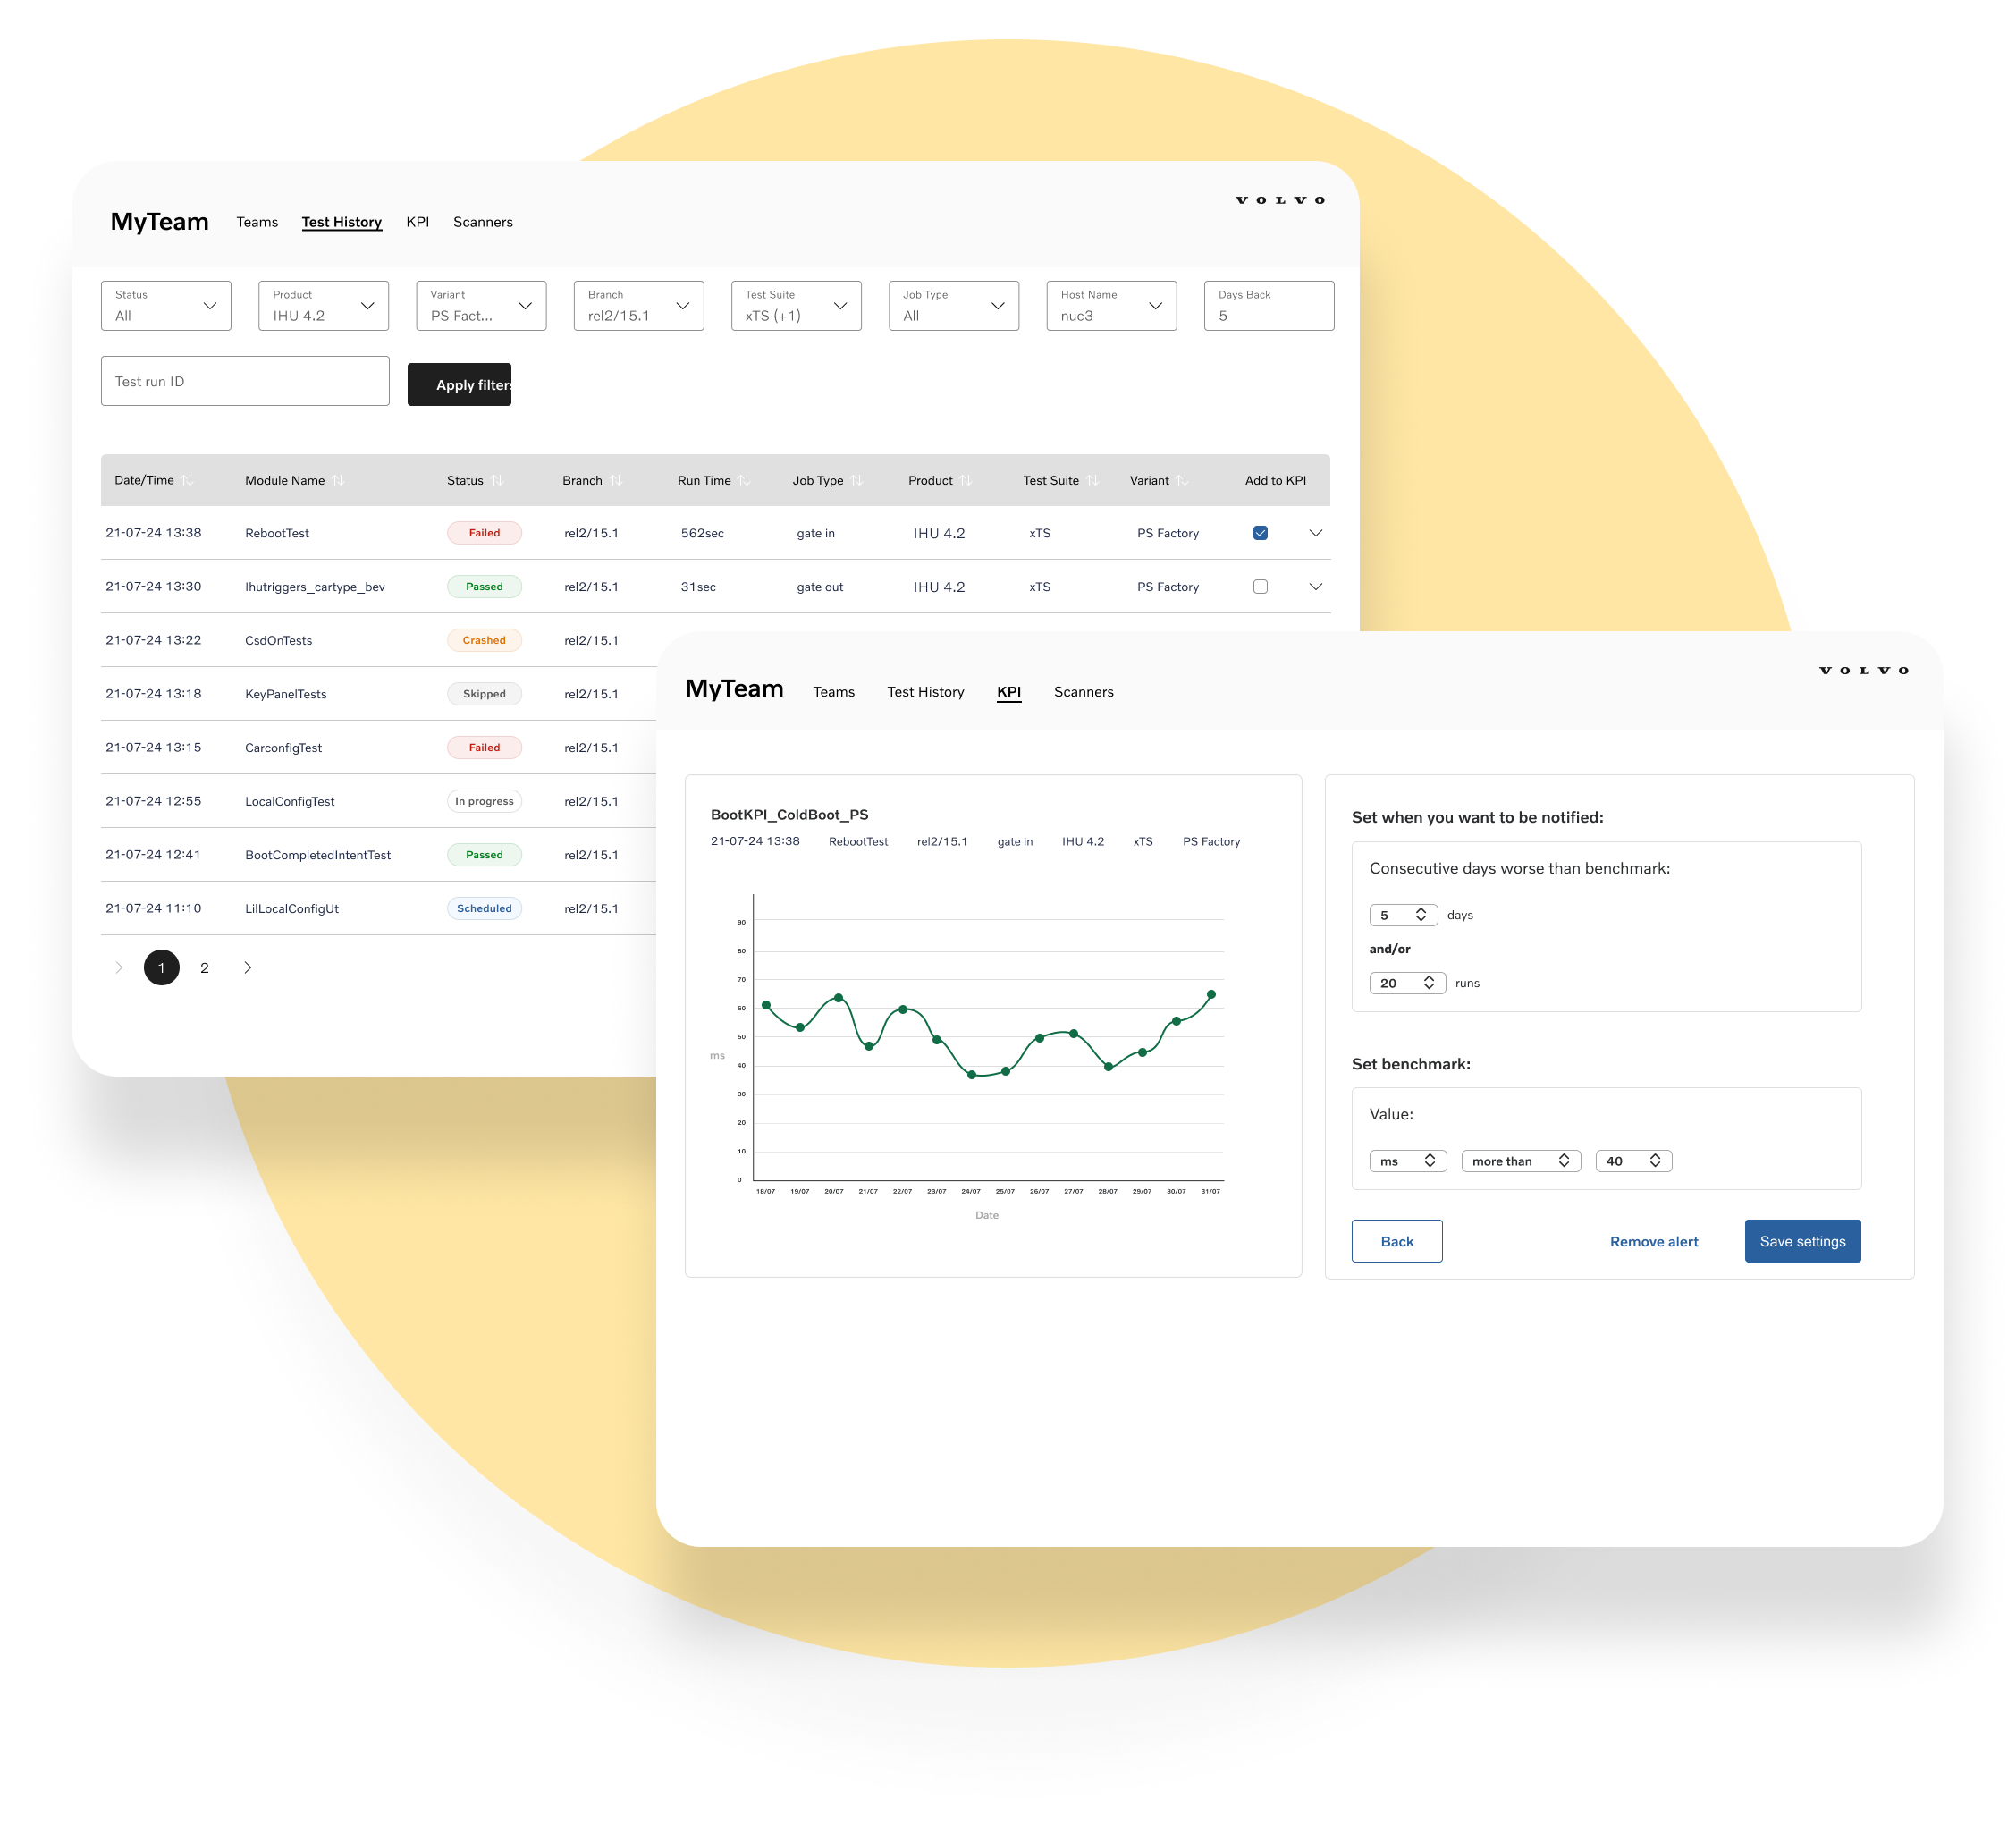 VOLVO
MyTeam Teams Test History KPI Scanners
Status Product Variant Branch Test Suite Job Type Host Name Days Back
All IHU 4.2 PS Fact... rel2/15.1 xTS (+1) All nuc3 5
Test run ID Apply filters
Date/Time Module Name Status Branch Run Time Job Type Product Test Suite Variant Add to KPI
21-07-24 13:38 RebootTest Failed rel2/15.1 562sec gate in IHU 4.2 xTS PS Factory
21-07-24 13:30 Ihutriggers_cartype_bev Passed rel2/15.1 31sec gate out IHU 4.2 xTS PS Factory
21-07-24 13:22 CsdOnTests Crashed rel2/15.1
21-07-24 13:18 KeyPanelTests Skipped rel2/15.1
21-07-24 13:15 CarconfigTest Failed rel2/15.1
21-07-24 12:55 LocalConfigTest In progress rel2/15.1
21-07-24 12:41 BootCompletedIntentTest Passed rel2/15.1
21-07-24 11:10 LilLocalConfigUt Scheduled rel2/15.1
1 2
VOLVO
MyTeam Teams Test History KPI Scanners
BootKPI_ColdBoot_PS
21-07-24 13:38 RebootTest rel2/15.1 gate in IHU 4.2 xTS PS Factory
90
80
70
60
50
ms
40
30
20
10
0
18/07 19/07 20/07 21/07 22/07 23/07 24/07 25/07 26/07 27/07 28/07 29/07 30/07 31/07
Date
Set when you want to be notified:
Consecutive days worse than benchmark:
5 days
and/or
20 runs
Set benchmark:
Value:
ms more than 40
Back Remove alert Save settings